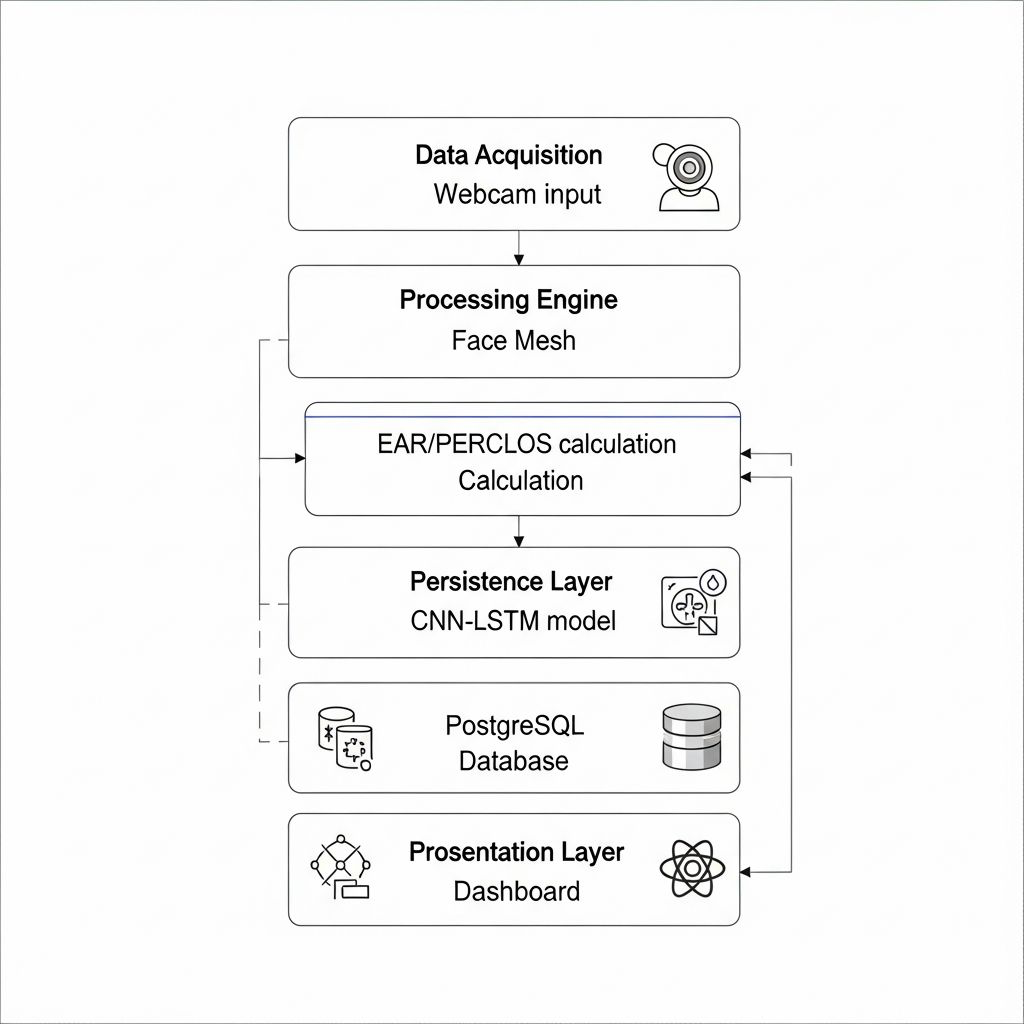 Data Acquisition
Webcam input
Processing Engine
Face Mesh
EAR/PERCLOS calculation
Calculation
Persistence Layer
CNN-LSTM model
PostgreSQL
Database
Prosentation Layer
Dashboard